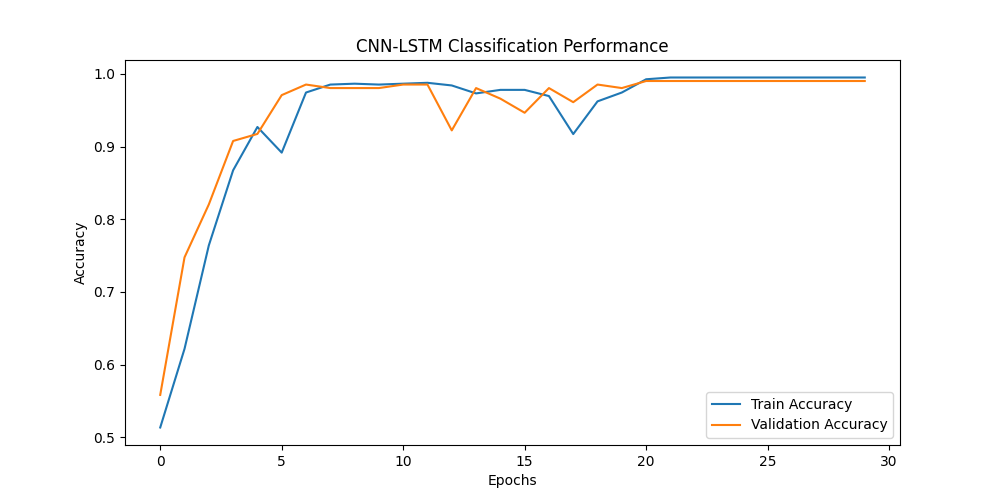 CNN-LSTM Classification Performance
1.0
0.9
0.8
0.7
0.6
0.5
Accuracy
Train Accuracy
Validation Accuracy
0 5 10 15 20 25 30
Epochs